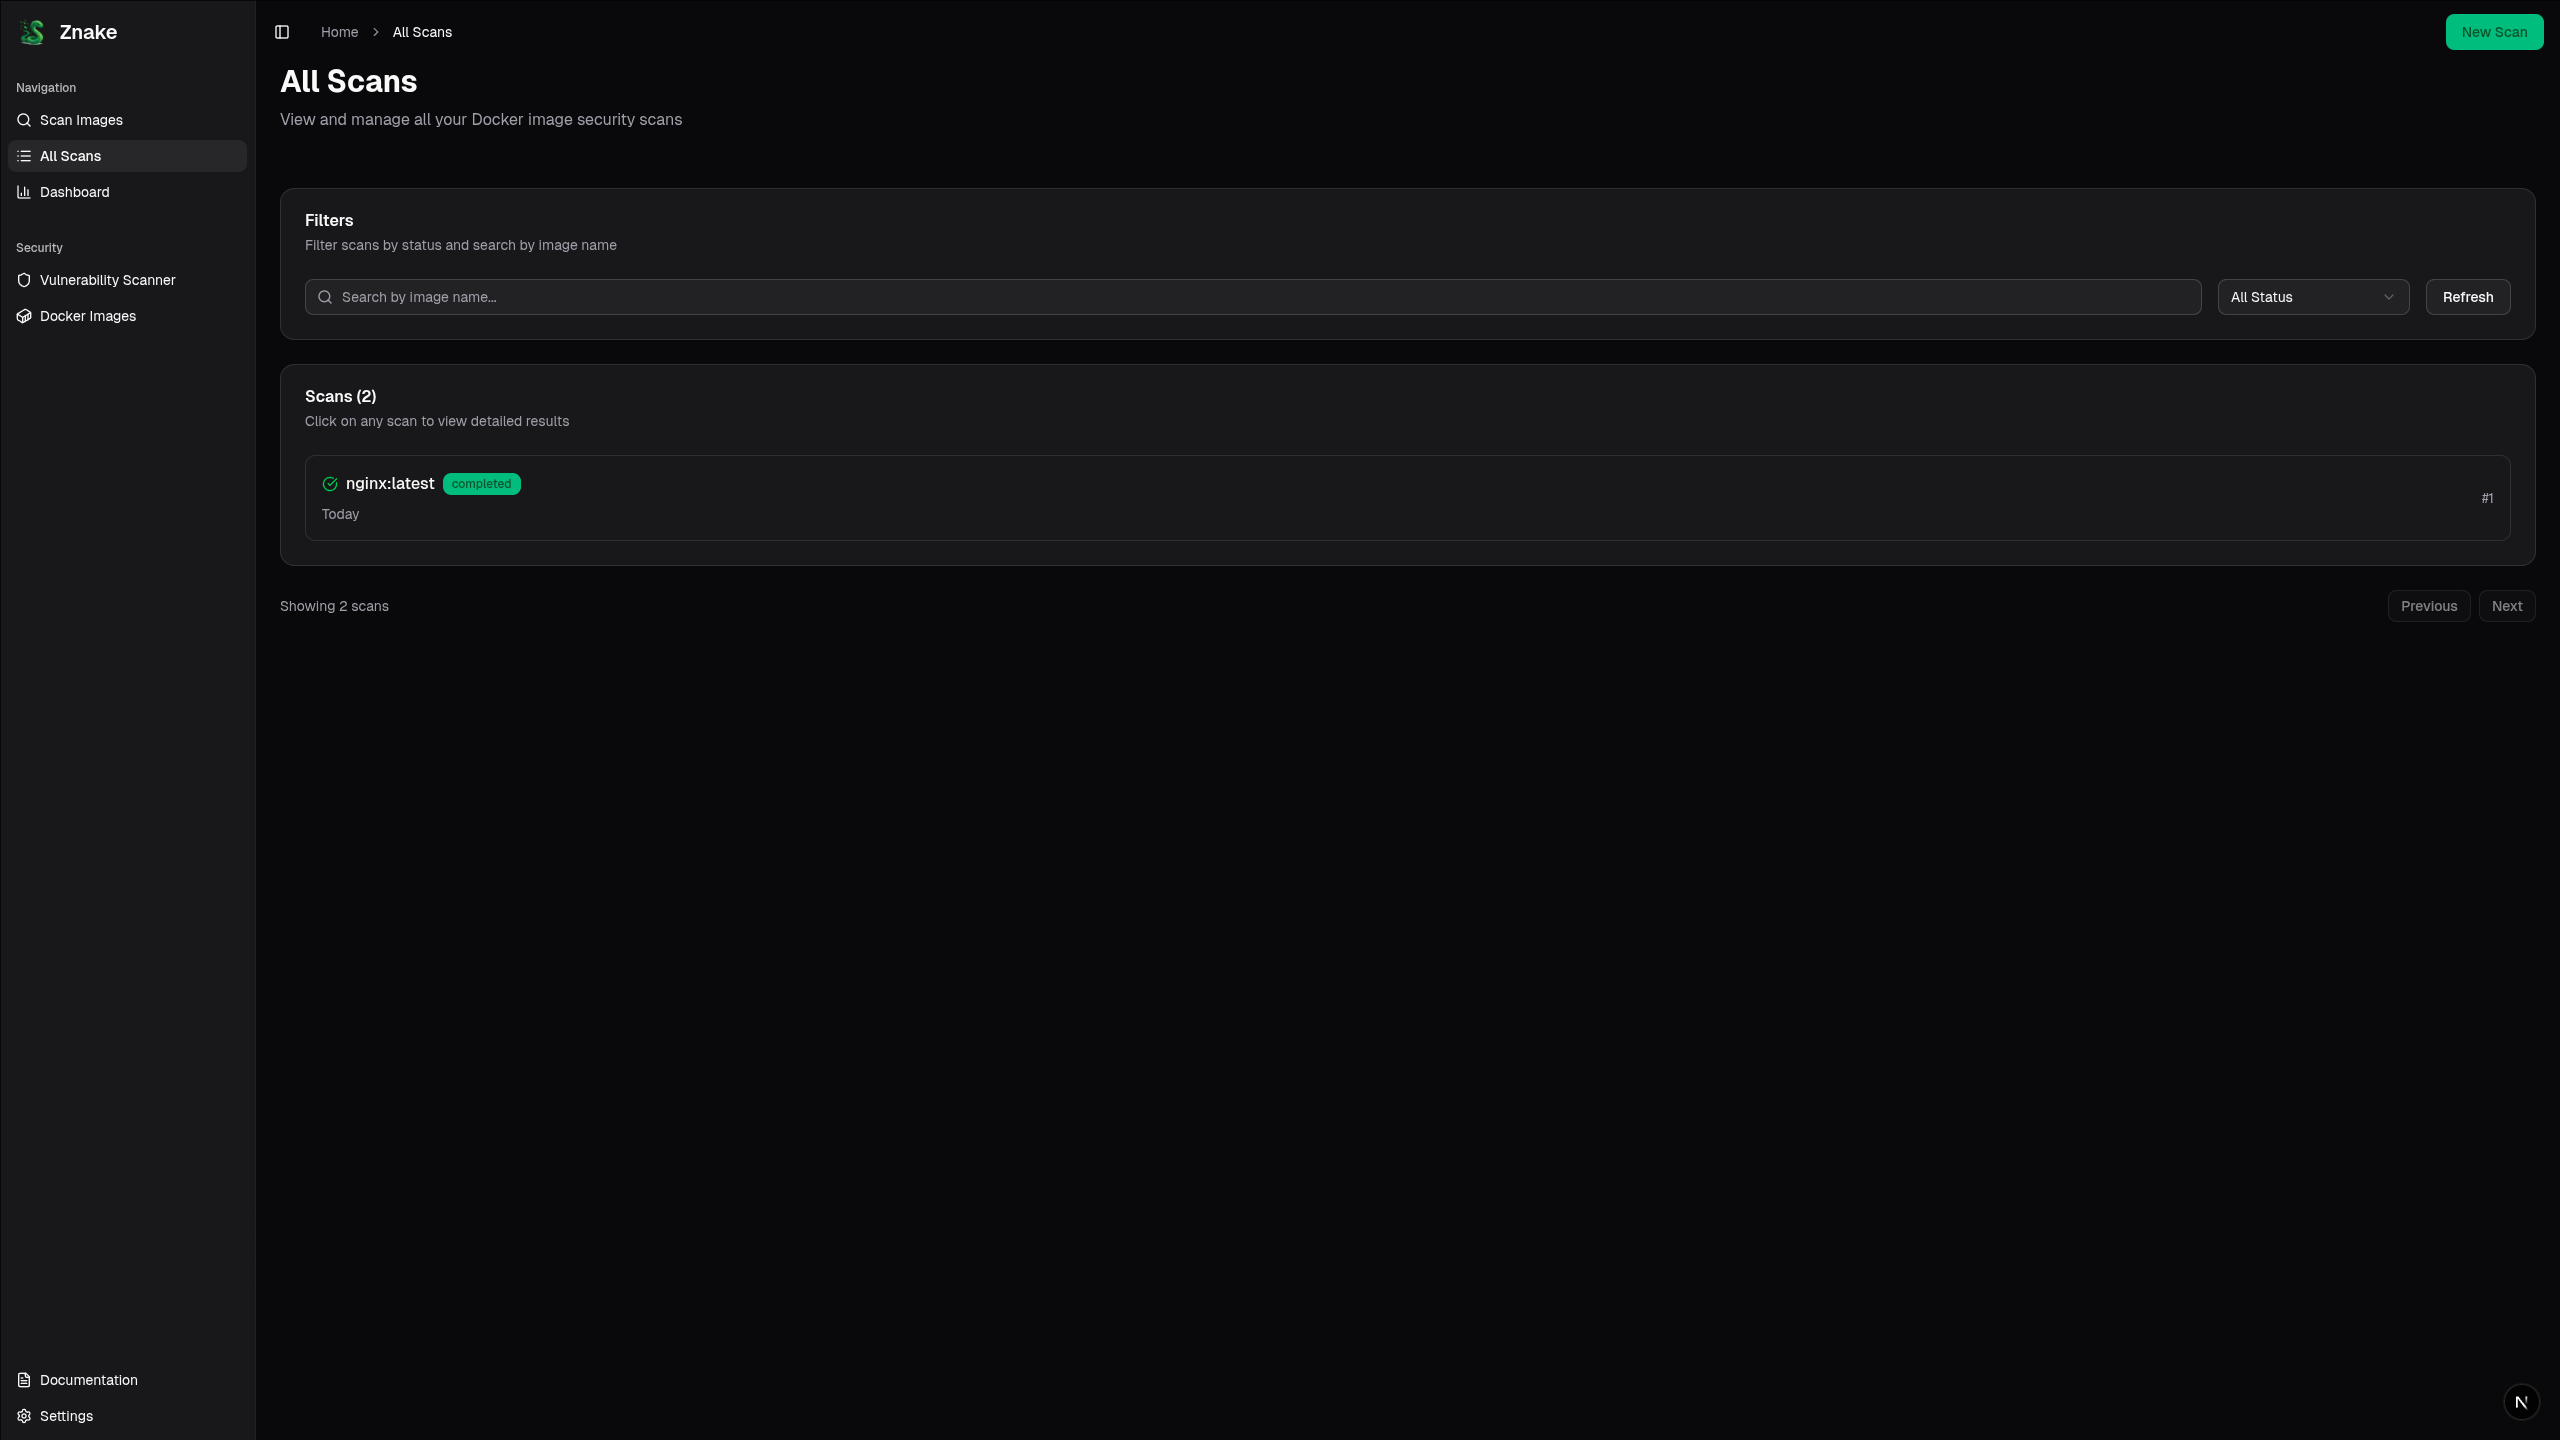 Znake
Navigation
Scan Images
All Scans
Dashboard
Security
Vulnerability Scanner
Docker Images
Documentation
Settings
Home > All Scans
New Scan
All Scans
View and manage all your Docker image security scans
Filters
Filter scans by status and search by image name
Search by image name...
All Status
Refresh
Scans (2)
Click on any scan to view detailed results
nginx:latest completed
Today
#1
Showing 2 scans
Previous
Next
N